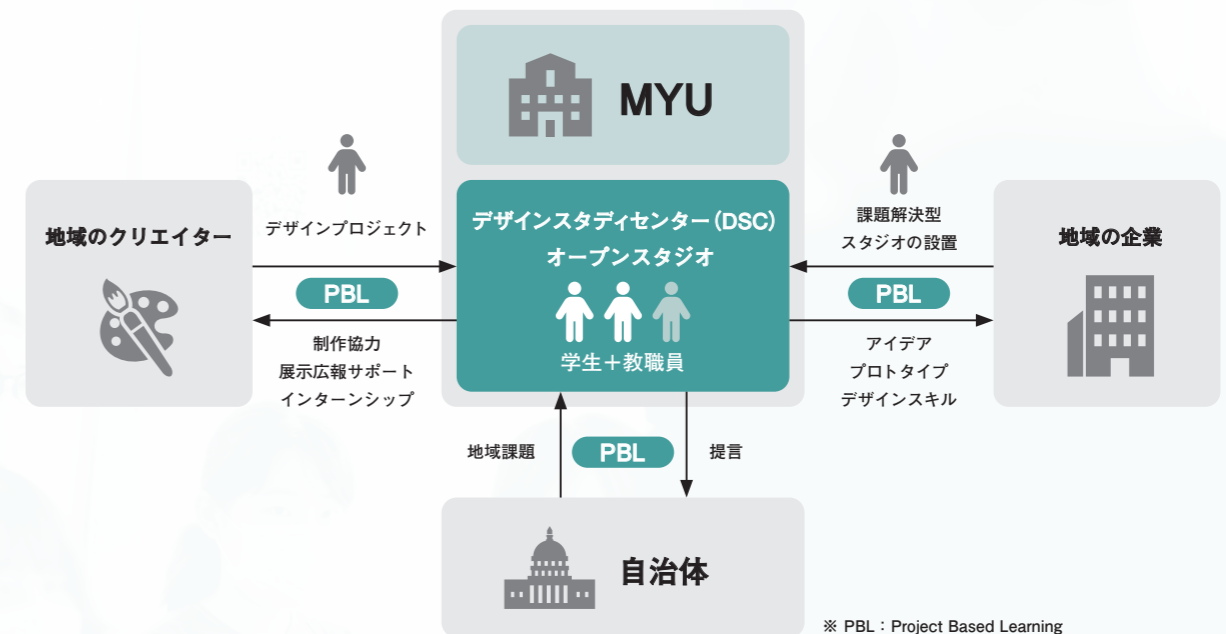 MYU
デザインスタディセンター(DSC)
オープンスタジオ
学生＋教職員
地域のクリエイター
デザインプロジェクト
PBL
制作協力
展示広報サポート
インターンシップ
課題解決型
スタジオの設置
PBL
アイデア
プロトタイプ
デザインスキル
地域の企業
地域課題
PBL
提言
自治体
※ PBL：Project Based Learning